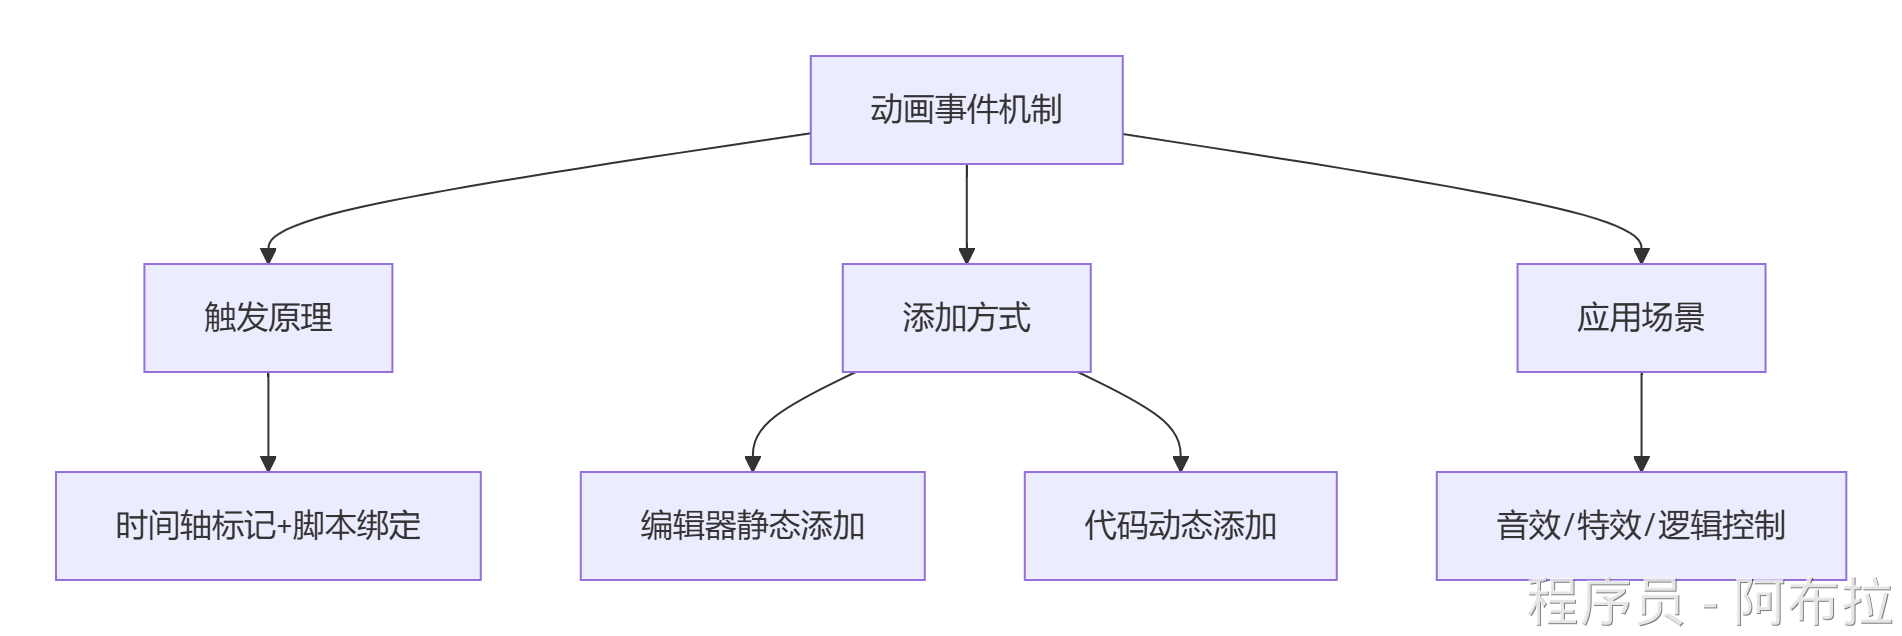 动画事件机制
触发原理
添加方式
应用场景
时间轴标记+脚本绑定
编辑器静态添加
代码动态添加
音效/特效/逻辑控制
程序员 - 阿布拉